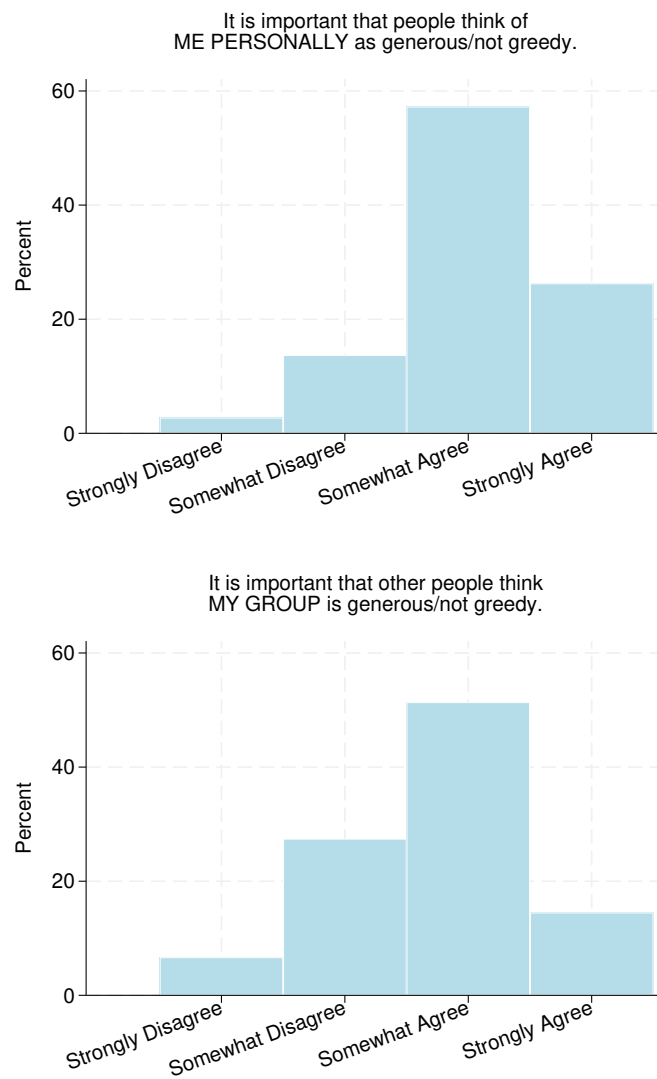 It is important that people think of
ME PERSONALLY as generous/not greedy.
60
40
20
0
Percent
Strongly Disagree
Somewhat Disagree
Somewhat Agree
Strongly Agree
It is important that other people think
MY GROUP is generous/not greedy.
60
40
20
0
Percent
Strongly Disagree
Somewhat Disagree
Somewhat Agree
Strongly Agree